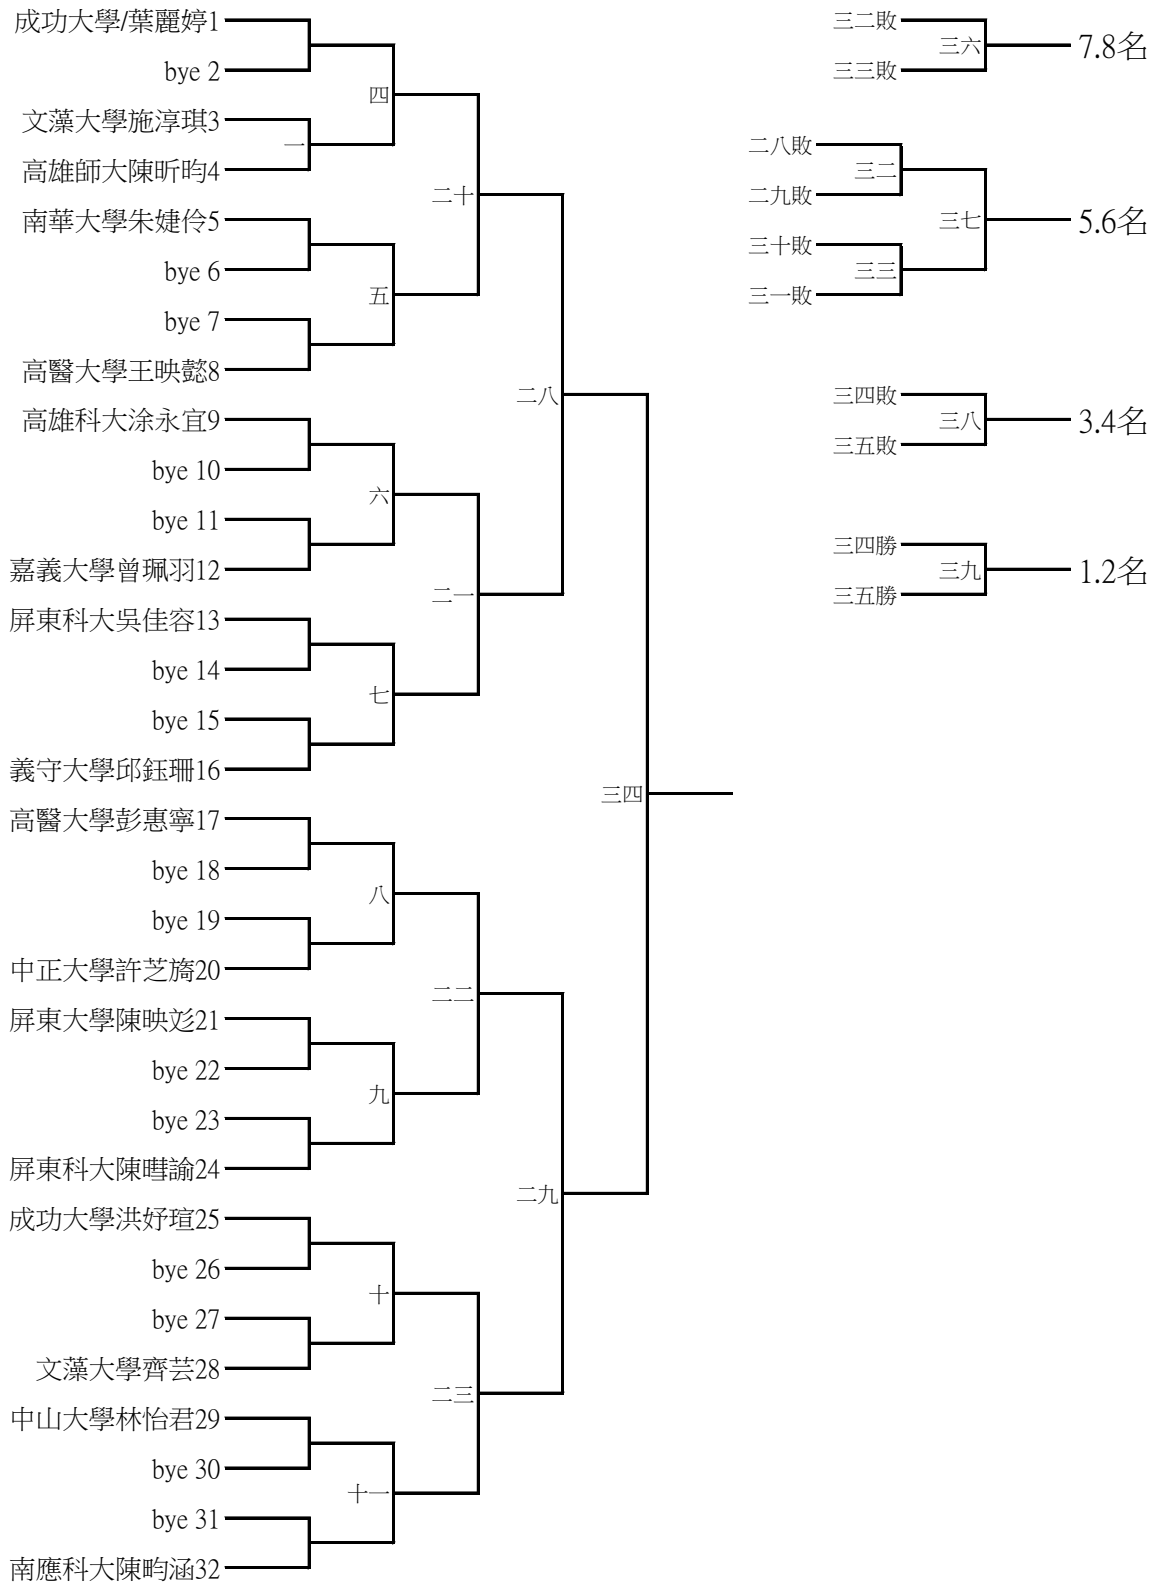 成功大學/葉麗婷1
bye 2
文藻大學施淳琪3
高雄師大陳昕昀4
南華大學朱婕伶5
bye 6
bye 7
高醫大學王映懿8
高雄科大涂永宜9
bye 10
bye 11
嘉義大學曾珮羽12
屏東科大吳佳容13
bye 14
bye 15
義守大學邱鈺珊16
高醫大學彭惠寧17
bye 18
bye 19
中正大學許芝旖20
屏東大學陳映彣21
bye 22
bye 23
屏東科大陳暳諭24
成功大學洪妤瑄25
bye 26
bye 27
文藻大學齊芸28
中山大學林怡君29
bye 30
bye 31
南應科大陳畇涵32
一
四
五
六
七
八
九
十
十一
二十
二一
二二
二三
二八
二九
三四
三二敗
三六
三三敗
7.8名
二八敗
三二
二九敗
三七
三十敗
三三
三一敗
5.6名
三四敗
三八
三五敗
3.4名
三四勝
三九
三五勝
1.2名